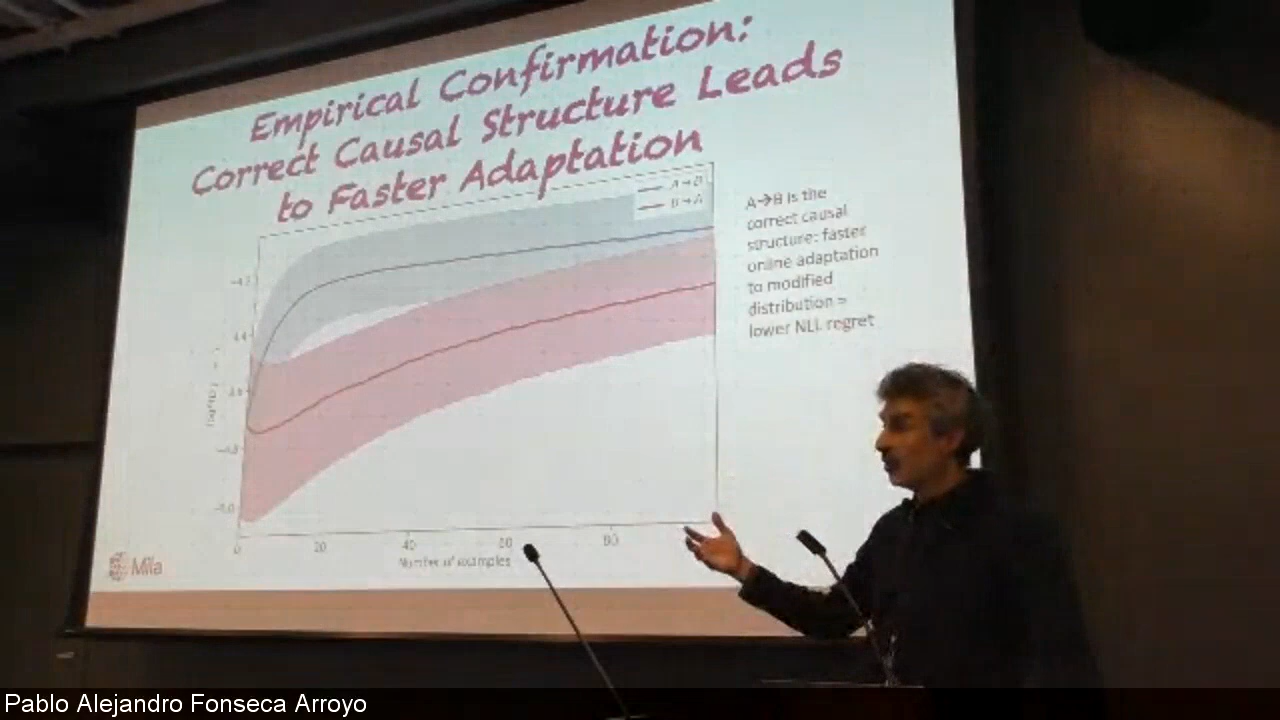 Empirical Confirmation:
Correct Causal Structure Leads
to Faster Adaptation
A→B
B→A
A→B is the
correct causal
structure: faster
online adaptation
to modified
distribution =
lower NLL regret
0
20
40
60
80
Number of examples
Mila
Pablo Alejandro Fonseca Arroyo